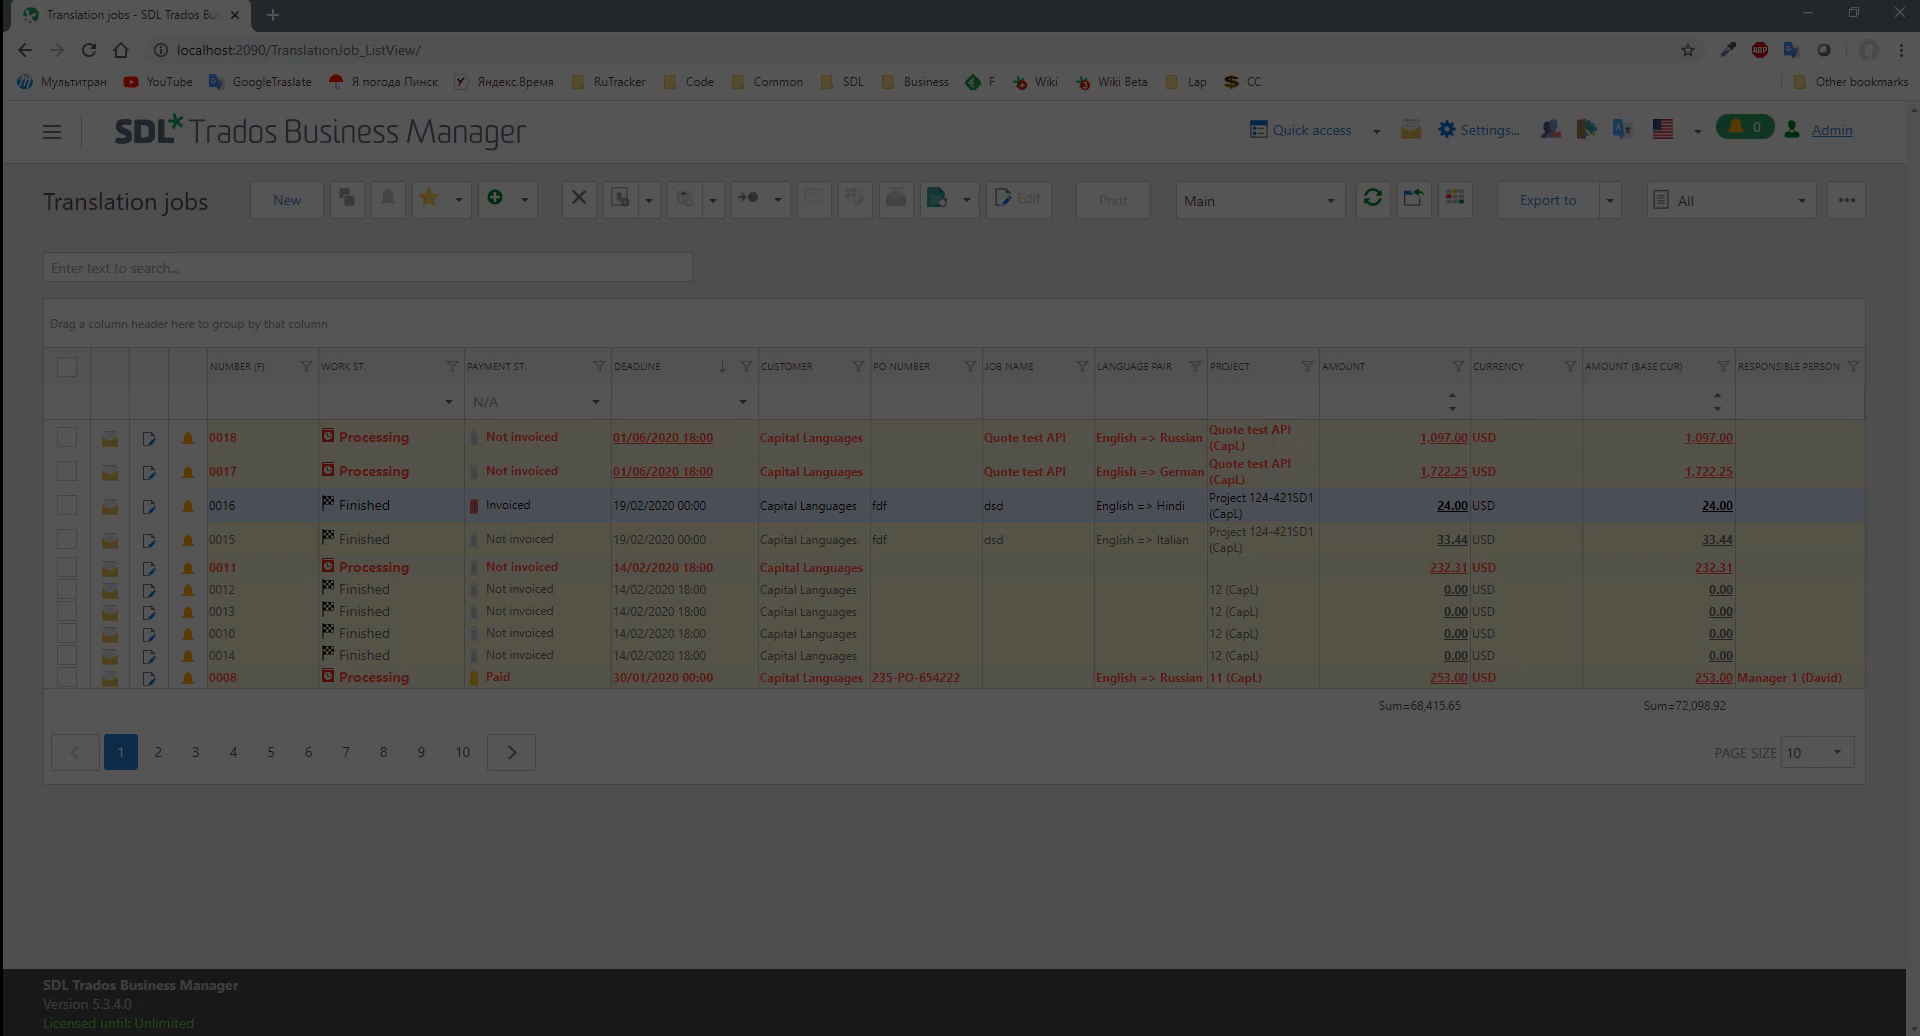 Translation jobs - SDL Trados Bus
localhost:2090/TranslationJob_ListView/
ABP
Мультитран YouTube GoogleTraslate Я погода Пинск Яндекс.Время RuTracker Code Common SDL Business F Wiki Wiki Beta Lap CC Other bookmarks
SDL* Trados Business Manager
Quick access Settings... 0 Admin
Translation jobs New Edit Print Main Export to All
Enter text to search...
Drag a column header here to group by that column
NUMBER (F) WORK ST. PAYMENT ST. DEADLINE CUSTOMER PO NUMBER JOB NAME LANGUAGE PAIR PROJECT AMOUNT CURRENCY AMOUNT (BASE CUR) RESPONSIBLE PERSON
N/A
0018 Processing Not invoiced 01/06/2020 18:00 Capital Languages Quote test API English => Russian Quote test API (CapL) 1,097.00 USD 1,097.00
0017 Processing Not invoiced 01/06/2020 18:00 Capital Languages Quote test API English => German Quote test API (CapL) 1,722.25 USD 1,722.25
0016 Finished Invoiced 19/02/2020 00:00 Capital Languages fdf dsd English => Hindi Project 124-421SD1 (CapL) 24.00 USD 24.00
0015 Finished Not invoiced 19/02/2020 00:00 Capital Languages fdf dsd English => Italian Project 124-421SD1 (CapL) 33.44 USD 33.44
0011 Processing Not invoiced 14/02/2020 18:00 Capital Languages 232.31 USD 232.31
0012 Finished Not invoiced 14/02/2020 18:00 Capital Languages 12 (CapL) 0.00 USD 0.00
0013 Finished Not invoiced 14/02/2020 18:00 Capital Languages 12 (CapL) 0.00 USD 0.00
0010 Finished Not invoiced 14/02/2020 18:00 Capital Languages 12 (CapL) 0.00 USD 0.00
0014 Finished Not invoiced 14/02/2020 18:00 Capital Languages 12 (CapL) 0.00 USD 0.00
0008 Processing Paid 30/01/2020 00:00 Capital Languages 235-PO-654222 English => Russian 11 (CapL) 253.00 USD 253.00 Manager 1 (David)
Sum=68,415.65 Sum=72,098.92
1 2 3 4 5 6 7 8 9 10 PAGE SIZE 10
SDL Trados Business Manager
Version 5.3.4.0
Licensed until: Unlimited